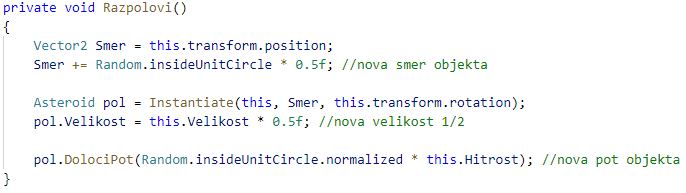 private void Razpolovi()
{
    Vector2 Smer = this.transform.position;
    Smer += Random.insideUnitCircle * 0.5f; //nova smer objekta
    Asteroid pol = Instantiate(this, Smer, this.transform.rotation);
    pol.Velikost = this.Velikost * 0.5f; //nova velikost 1/2
    pol.DolociPot(Random.insideUnitCircle.normalized * this.Hitrost); //nova pot objekta
}